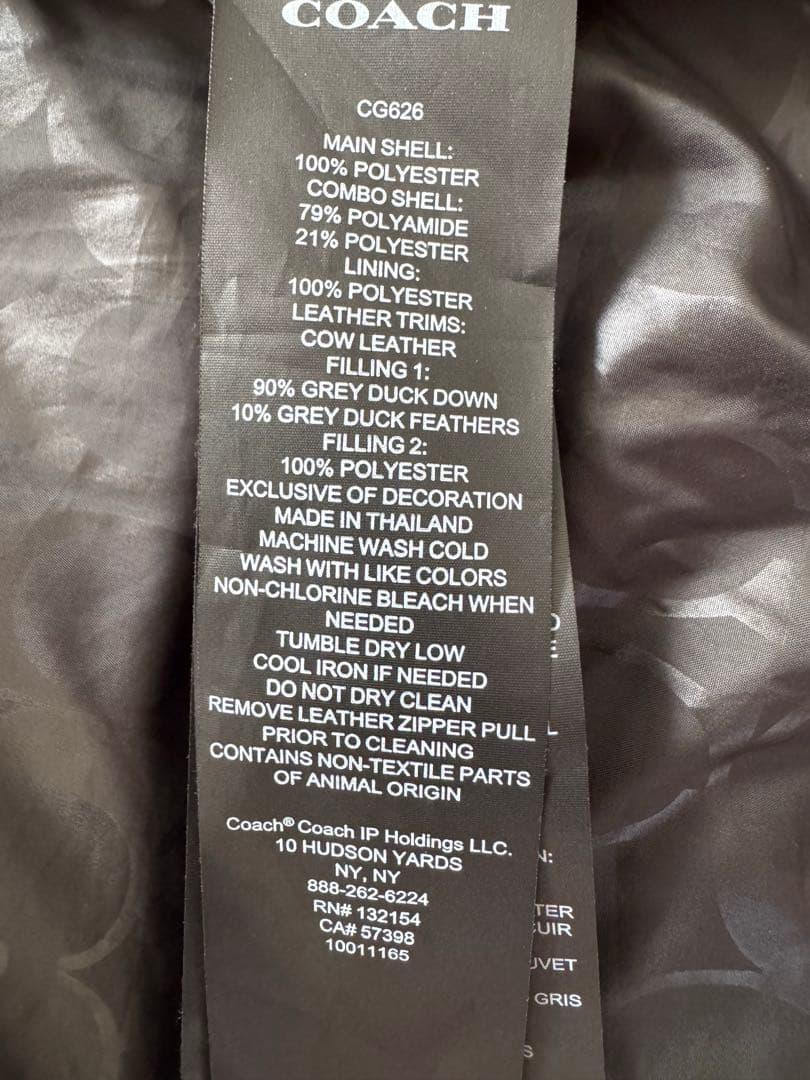 COACH
CG626
MAIN SHELL:
100% POLYESTER
COMBO SHELL:
79% POLYAMIDE
21% POLYESTER
LINING:
100% POLYESTER
LEATHER TRIMS:
COW LEATHER
FILLING 1:
90% GREY DUCK DOWN
10% GREY DUCK FEATHERS
FILLING 2:
100% POLYESTER
EXCLUSIVE OF DECORATION
MADE IN THAILAND
MACHINE WASH COLD
WASH WITH LIKE COLORS
NON-CHLORINE BLEACH WHEN
NEEDED
TUMBLE DRY LOW
COOL IRON IF NEEDED
DO NOT DRY CLEAN
REMOVE LEATHER ZIPPER PULL
PRIOR TO CLEANING
CONTAINS NON-TEXTILE PARTS
OF ANIMAL ORIGIN
Coach® Coach IP Holdings LLC.
10 HUDSON YARDS
NY, NY
888-262-6224
RN# 132154
CA# 57398
10011165
N:
TER
UIR
UVET
GRIS
S